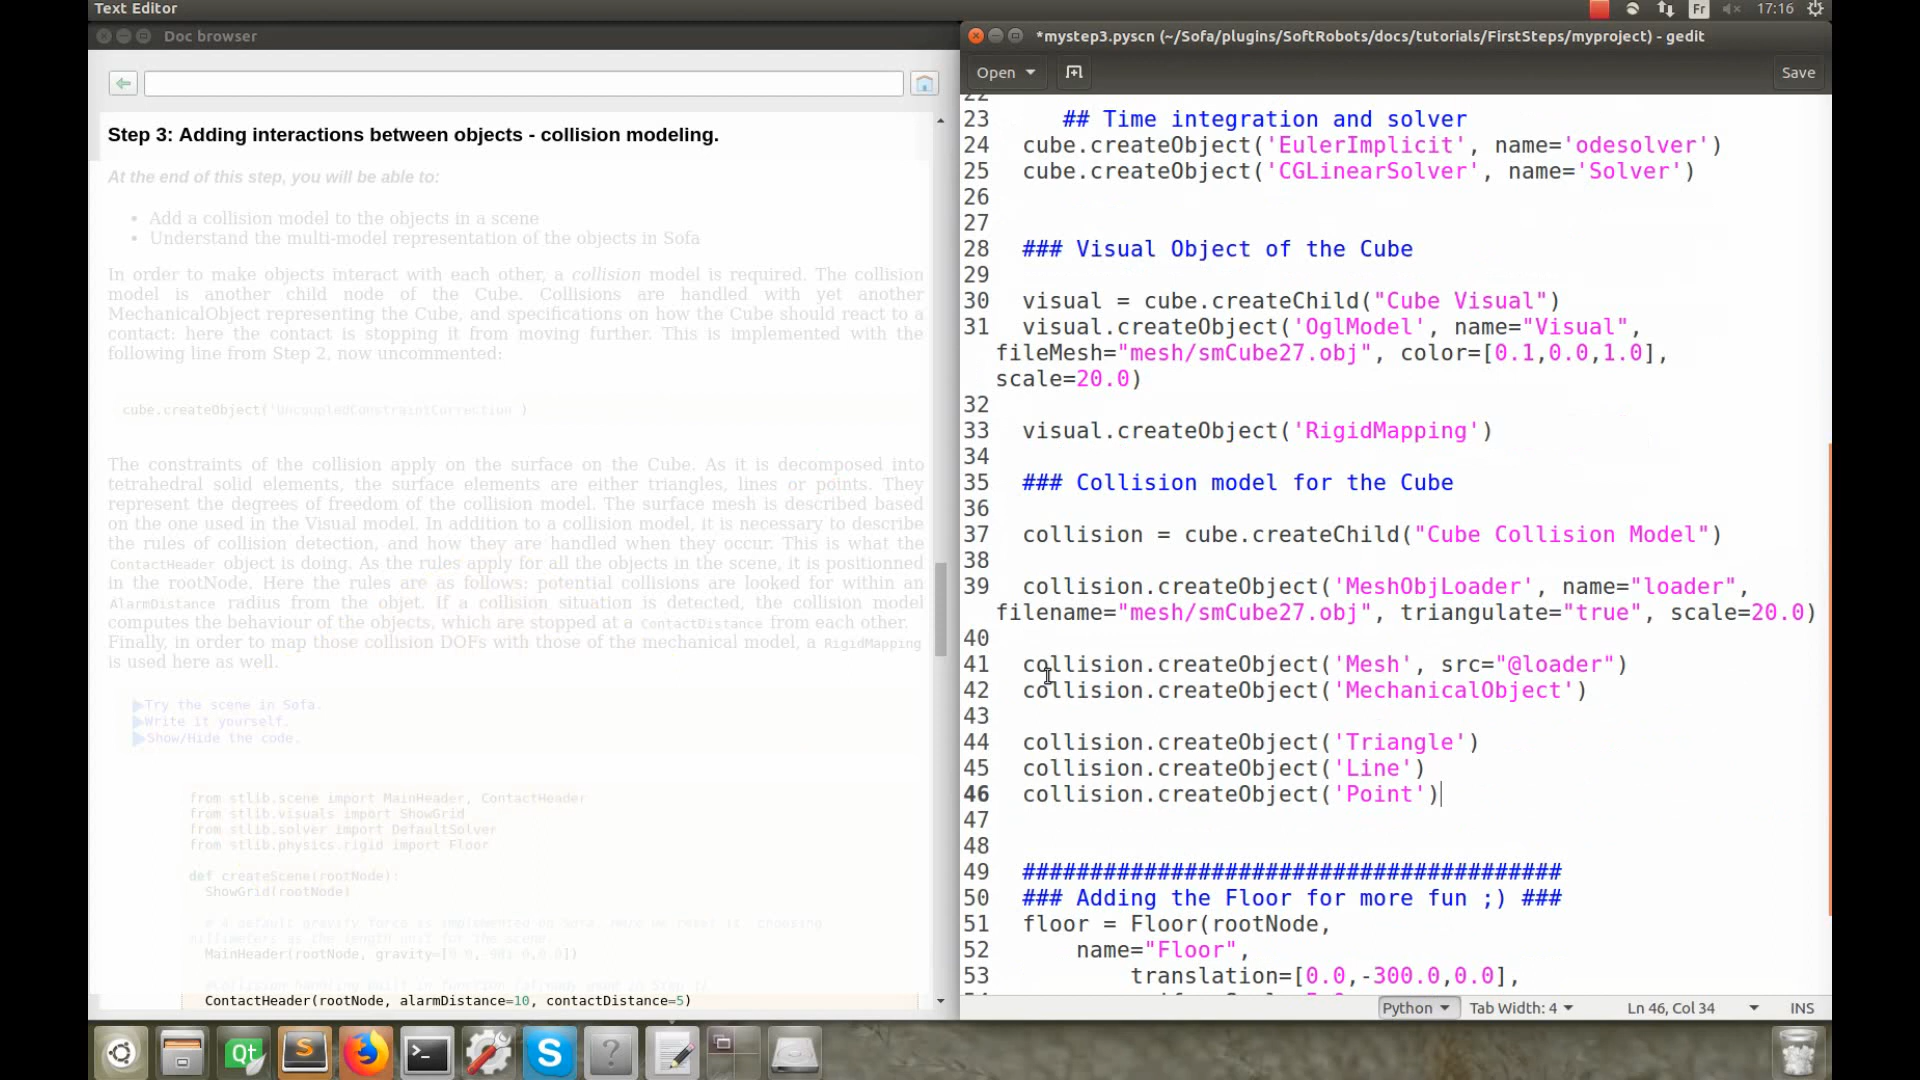 Text Editor
Fr
17:16
Doc browser
Step 3: Adding interactions between objects - collision modeling.
At the end of this step, you will be able to:
Add a collision model to the objects in a scene
Understand the multi-model representation of the objects in Sofa
In order to make objects interact with each other, a collision model is required. The collision
model is another child node of the Cube. Collisions are handled with yet another
MechanicalObject representing the Cube, and specifications on how the Cube should react to a
contact: here the contact is stopping it from moving further. This is implemented with the
following line from Step 2, now uncommented:
cube.createObject('UncoupledConstraintCorrection')
The constraints of the collision apply on the surface on the Cube. As it is decomposed into
tetrahedral solid elements, the surface elements are either triangles, lines or points. They
represent the degrees of freedom of the collision model. The surface mesh is described based
on the one used in the Visual model. In addition to a collision model, it is necessary to describe
the rules of collision detection, and how they are handled when they occur. This is what the
ContactHeader object is doing. As the rules apply for all the objects in the scene, it is positionned
in the rootNode. Here the rules are as follows: potential collisions are looked for within an
AlarmDistance radius from the objet. If a collision situation is detected, the collision model
computes the behaviour of the objects, which are stopped at a ContactDistance from each other.
Finally, in order to map those collision DOFs with those of the mechanical model, a RigidMapping
is used here as well.
Try the scene in Sofa.
Write it yourself.
Show/Hide the code.
from stlib.scene import MainHeader, ContactHeader
from stlib.visuals import ShowGrid
from stlib.solver import DefaultSolver
from stlib.physics.rigid import Floor
def createScene(rootNode):
ShowGrid(rootNode)
MainHeader(rootNode, gravity=[0.0,-981.0,0.0])
ContactHeader(rootNode, alarmDistance=10, contactDistance=5)
*mystep3.pyscn (~/Sofa/plugins/SoftRobots/docs/tutorials/FirstSteps/myproject) - gedit
Open
Save
22
23 ## Time integration and solver
24 cube.createObject('EulerImplicit', name='odesolver')
25 cube.createObject('CGLinearSolver', name='Solver')
26
27
28 ### Visual Object of the Cube
29
30 visual = cube.createChild("Cube Visual")
31 visual.createObject('OglModel', name="Visual",
fileMesh="mesh/smCube27.obj", color=[0.1,0.0,1.0],
scale=20.0)
32
33 visual.createObject('RigidMapping')
34
35 ### Collision model for the Cube
36
37 collision = cube.createChild("Cube Collision Model")
38
39 collision.createObject('MeshObjLoader', name="loader",
filename="mesh/smCube27.obj", triangulate="true", scale=20.0)
40
41 collision.createObject('Mesh', src="@loader")
42 collision.createObject('MechanicalObject')
43
44 collision.createObject('Triangle')
45 collision.createObject('Line')
46 collision.createObject('Point')
47
48
49 ########################################
50 ### Adding the Floor for more fun ;) ###
51 floor = Floor(rootNode,
52 name="Floor",
53 translation=[0.0,-300.0,0.0],
Python
Tab Width: 4
Ln 46, Col 34
INS